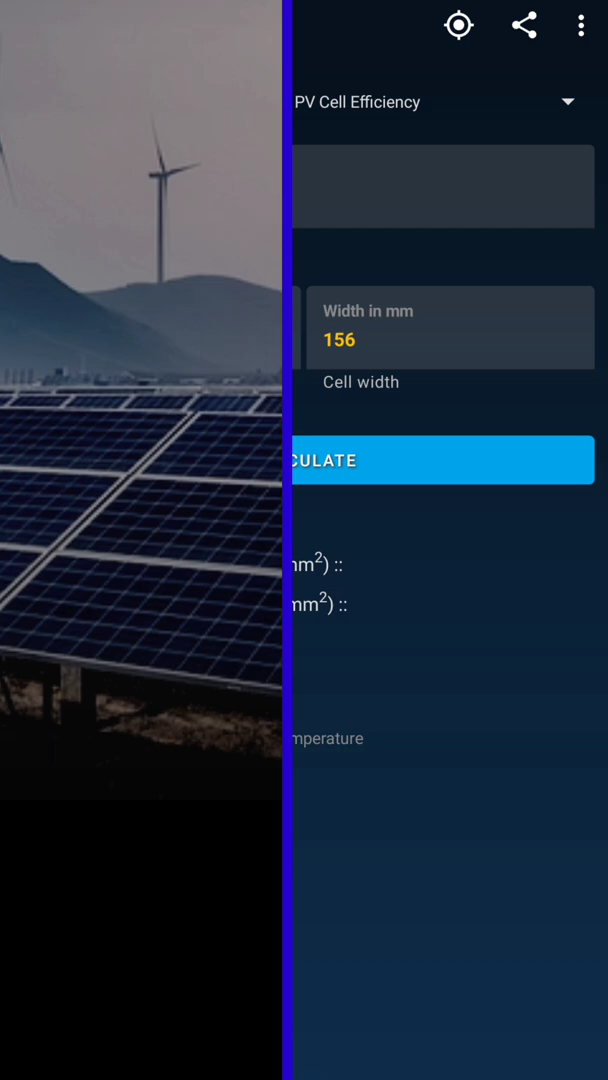 PV Cell Efficiency
Width in mm
156
Cell width
CULATE
mm²) ::
mm²) ::
mperature